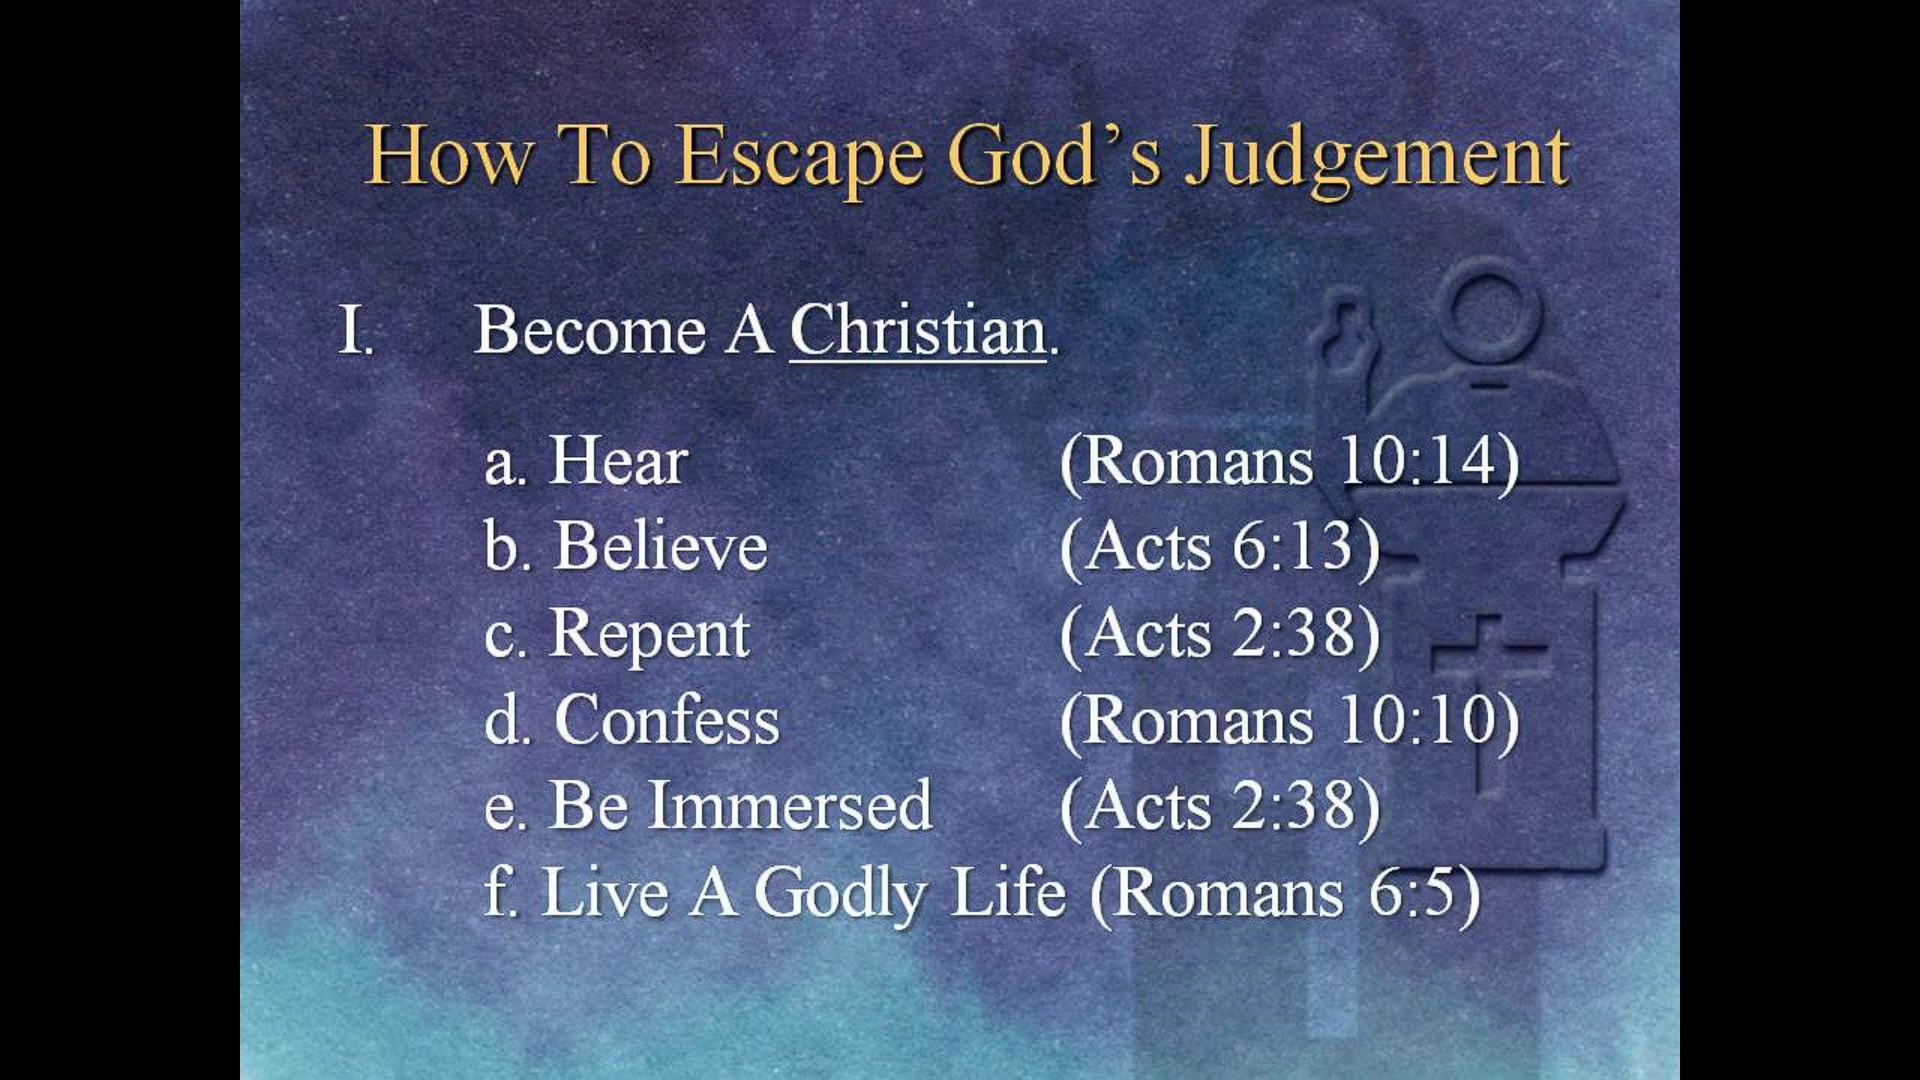 How To Escape God’s Judgement
I. Become A Christian.
a. Hear (Romans 10:14)
b. Believe (Acts 6:13)
c. Repent (Acts 2:38)
d. Confess (Romans 10:10)
e. Be Immersed (Acts 2:38)
f. Live A Godly Life (Romans 6:5)